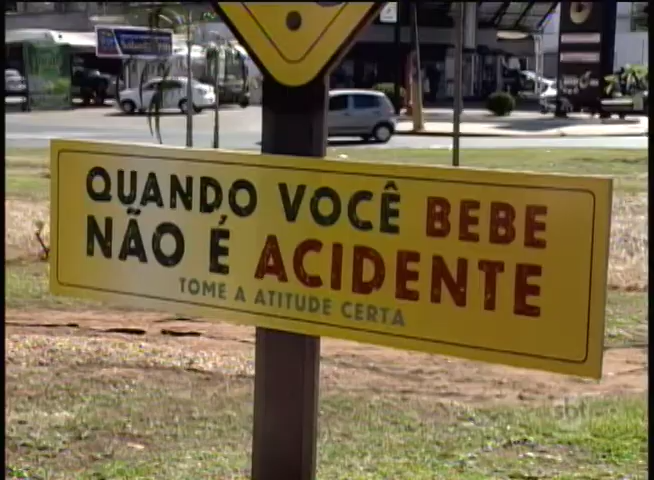 QUANDO VOCÊ BEBE
NÃO É ACIDENTE
TOME A ATITUDE CERTA
sbt